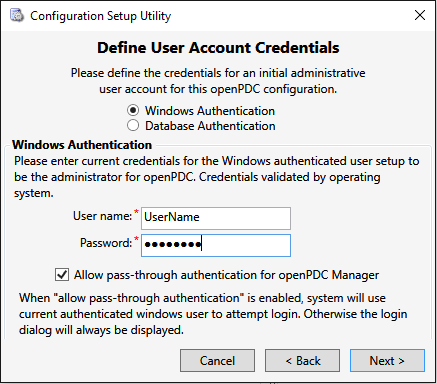 Configuration Setup Utility
Define User Account Credentials
Please define the credentials for an initial administrative
user account for this openPDC configuration.
Windows Authentication
Database Authentication
Windows Authentication
Please enter current credentials for the Windows authenticated user setup to
be the administrator for openPDC. Credentials validated by operating
system.
User name:* UserName
Password:* ●●●●●●●●
Allow pass-through authentication for openPDC Manager
When "allow pass-through authentication" is enabled, system will use
current authenticated windows user to attempt login. Otherwise the login
dialog will always be displayed.
Cancel < Back Next >